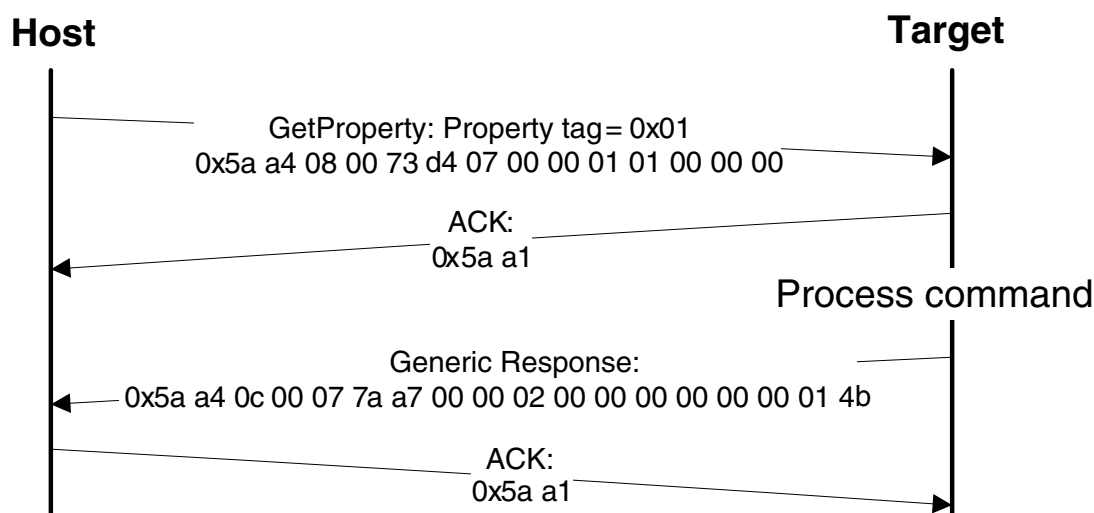 Host
Target
GetProperty: Property tag= 0x01
0x5a a4 08 00 73 d4 07 00 00 01 01 00 00 00
ACK:
0x5a a1
Process command
Generic Response:
0x5a a4 0c 00 07 7a a7 00 00 02 00 00 00 00 00 00 01 4b
ACK:
0x5a a1